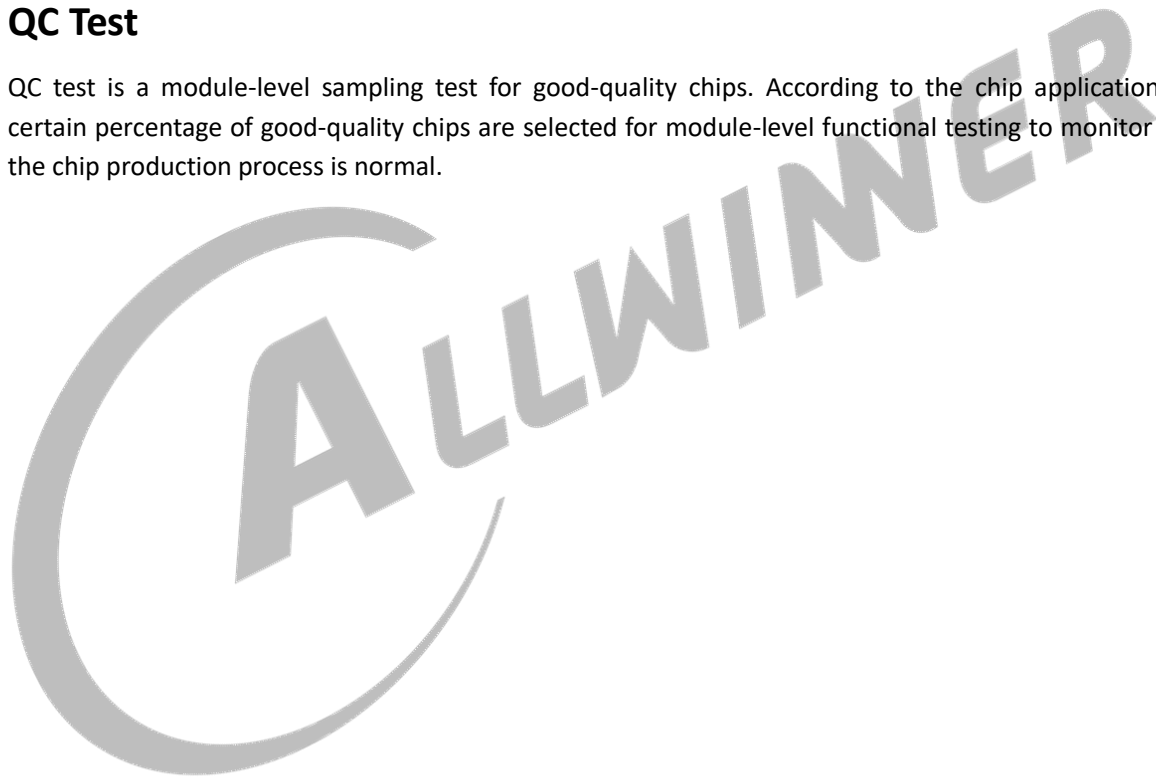 QC Test
QC test is a module-level sampling test for good-quality chips. According to the chip application
certain percentage of good-quality chips are selected for module-level functional testing to monitor
the chip production process is normal.
ALLWINNER